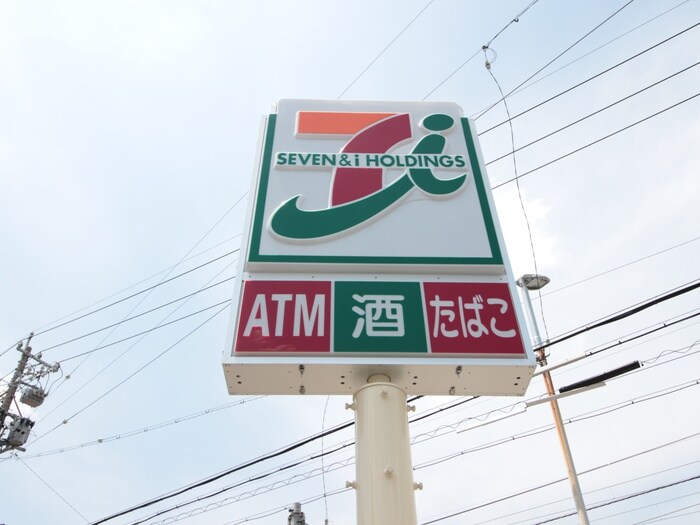 SEVEN & i HOLDINGS
ATM 酒 たばこ